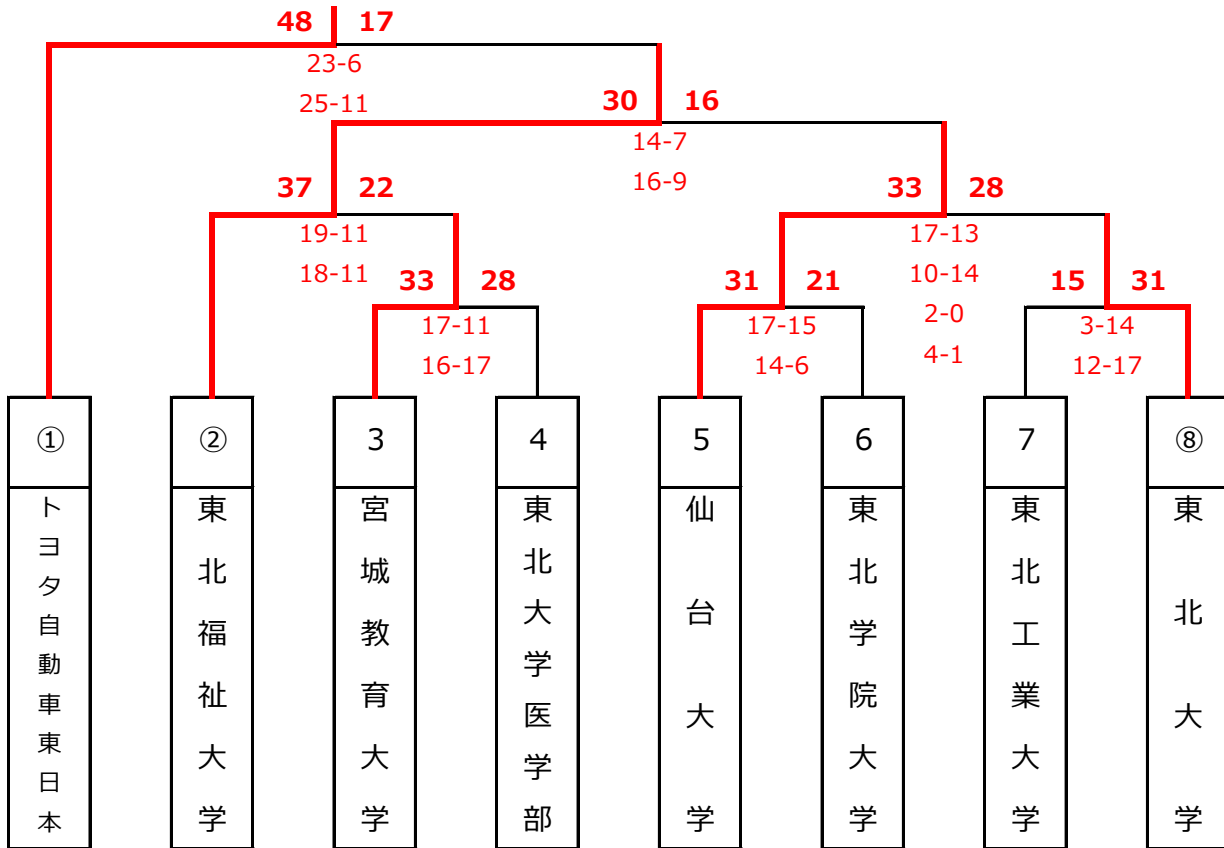 48 17
23-6
25-11
30 16
14-7
16-9
37 22
19-11
18-11
33 28
17-13
10-14
2-0
4-1
33 28
17-11
16-17
31 21
17-15
14-6
15 31
3-14
12-17
① ② 3 4 5 6 7 ⑧
トヨタ自動車東日本
東北福祉大学
宮城教育大学
東北大学医学部
仙台大学
東北学院大学
東北工業大学
東北大学